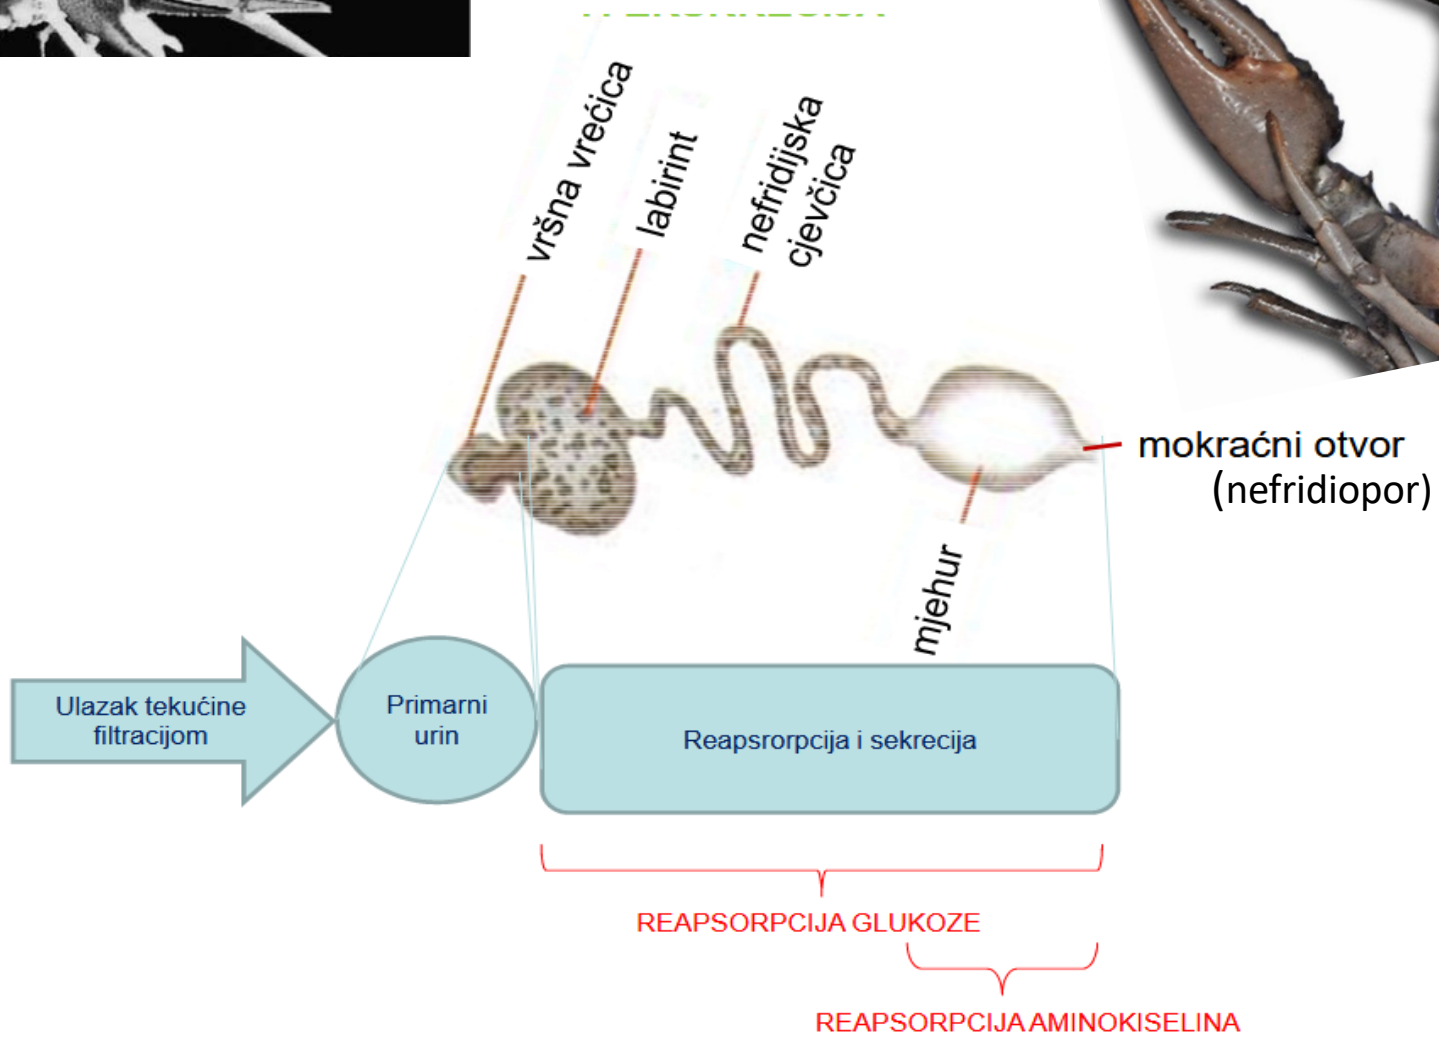 vršna vrećica
labirint
nefridijska
cjevčica
mokraćni otvor
(nefridiopor)
mjehur
Ulazak tekućine
filtracijom
Primarni
urin
Reapsrorpcija i sekrecija
REAPSORPCIJA GLUKOZE
REAPSORPCIJA AMINOKISELINA